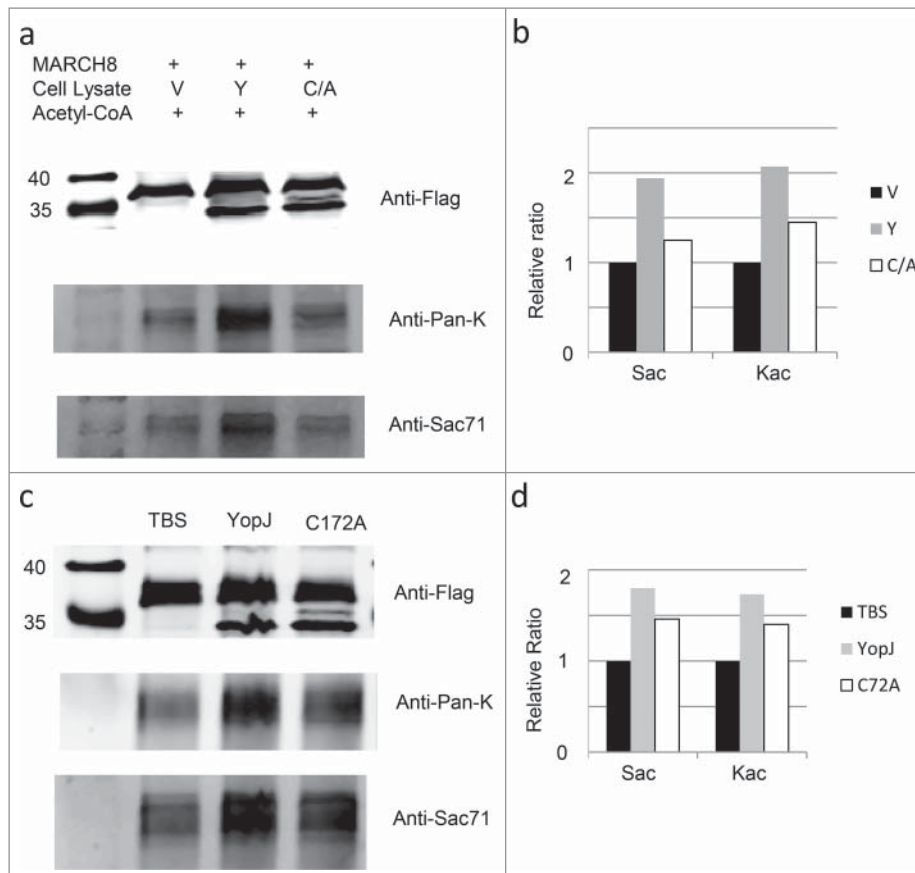 a
MARCH8 + + +
Cell Lysate V Y C/A
Acetyl-CoA + + +
40
35
Anti-Flag
Anti-Pan-K
Anti-Sac71
b
Relative ratio
2
1
0
Sac Kac
V
Y
C/A
c
TBS YopJ C172A
40
35
Anti-Flag
Anti-Pan-K
Anti-Sac71
d
Relative Ratio
2
1
0
Sac Kac
TBS
YopJ
C72A